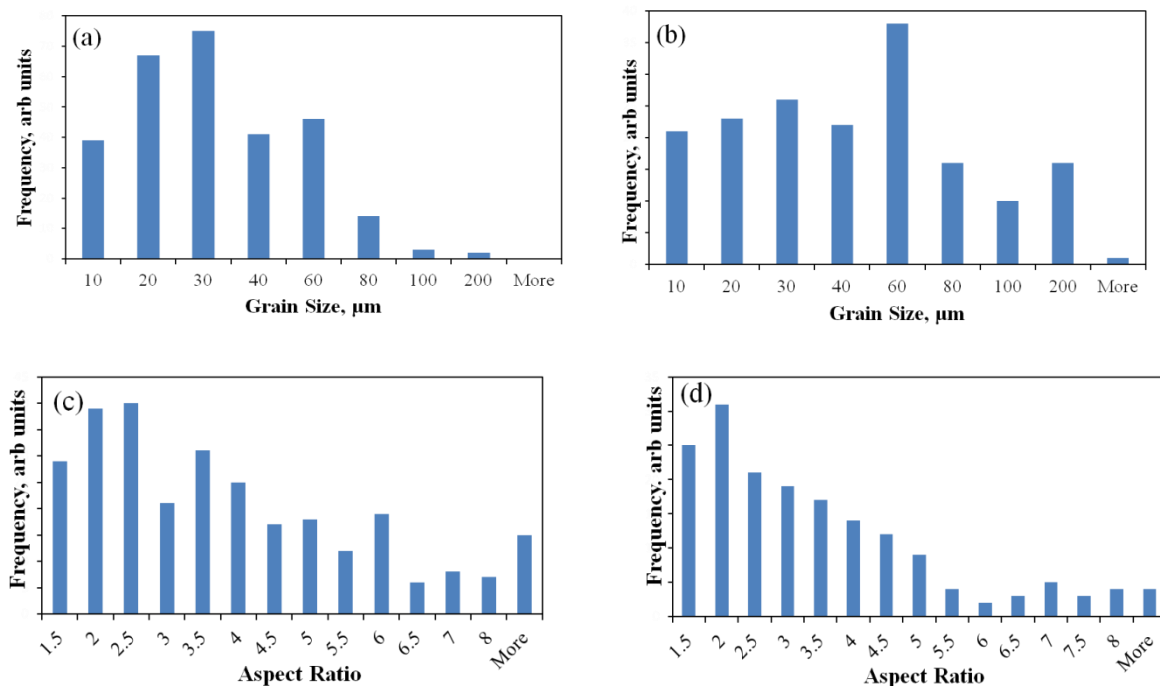 (a)
Frequency, arb units
10 20 30 40 60 80 100 200 More
Grain Size, µm
(b)
Frequency, arb units
10 20 30 40 60 80 100 200 More
Grain Size, µm
(c)
Frequency, arb units
1.5 2 2.5 3 3.5 4 4.5 5 5.5 6 6.5 7 8 More
Aspect Ratio
(d)
Frequency. arb units
1.5 2 2.5 3 3.5 4 4.5 5 5.5 6 6.5 7 7.5 8 More
Aspect Ratio